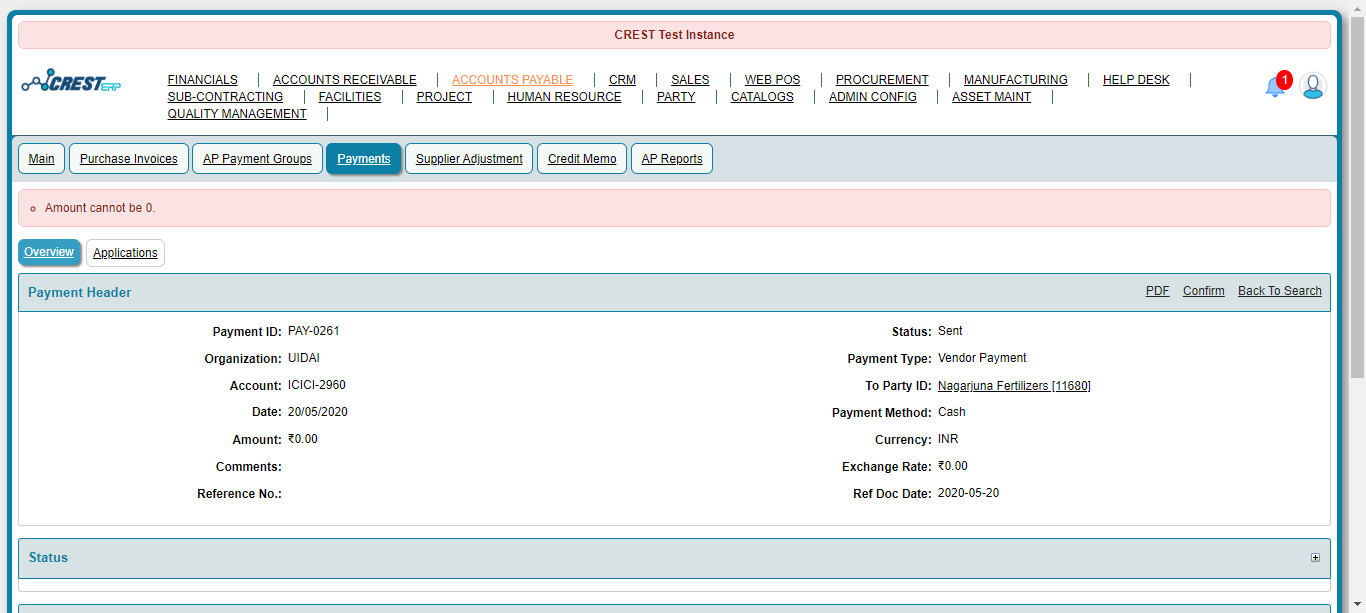 CREST Test Instance
CREST ERP
FINANCIALS | ACCOUNTS RECEIVABLE | ACCOUNTS PAYABLE | CRM | SALES | WEB POS | PROCUREMENT | MANUFACTURING | HELP DESK |
SUB-CONTRACTING | FACILITIES | PROJECT | HUMAN RESOURCE | PARTY | CATALOGS | ADMIN CONFIG | ASSET MAINT |
QUALITY MANAGEMENT |
1
Main Purchase Invoices AP Payment Groups Payments Supplier Adjustment Credit Memo AP Reports
Amount cannot be 0.
Overview Applications
Payment Header PDF Confirm Back To Search
Payment ID: PAY-0261 Status: Sent
Organization: UIDAI Payment Type: Vendor Payment
Account: ICICI-2960 To Party ID: Nagarjuna Fertilizers [11680]
Date: 20/05/2020 Payment Method: Cash
Amount: ₹0.00 Currency: INR
Comments: Exchange Rate: ₹0.00
Reference No.: Ref Doc Date: 2020-05-20
Status